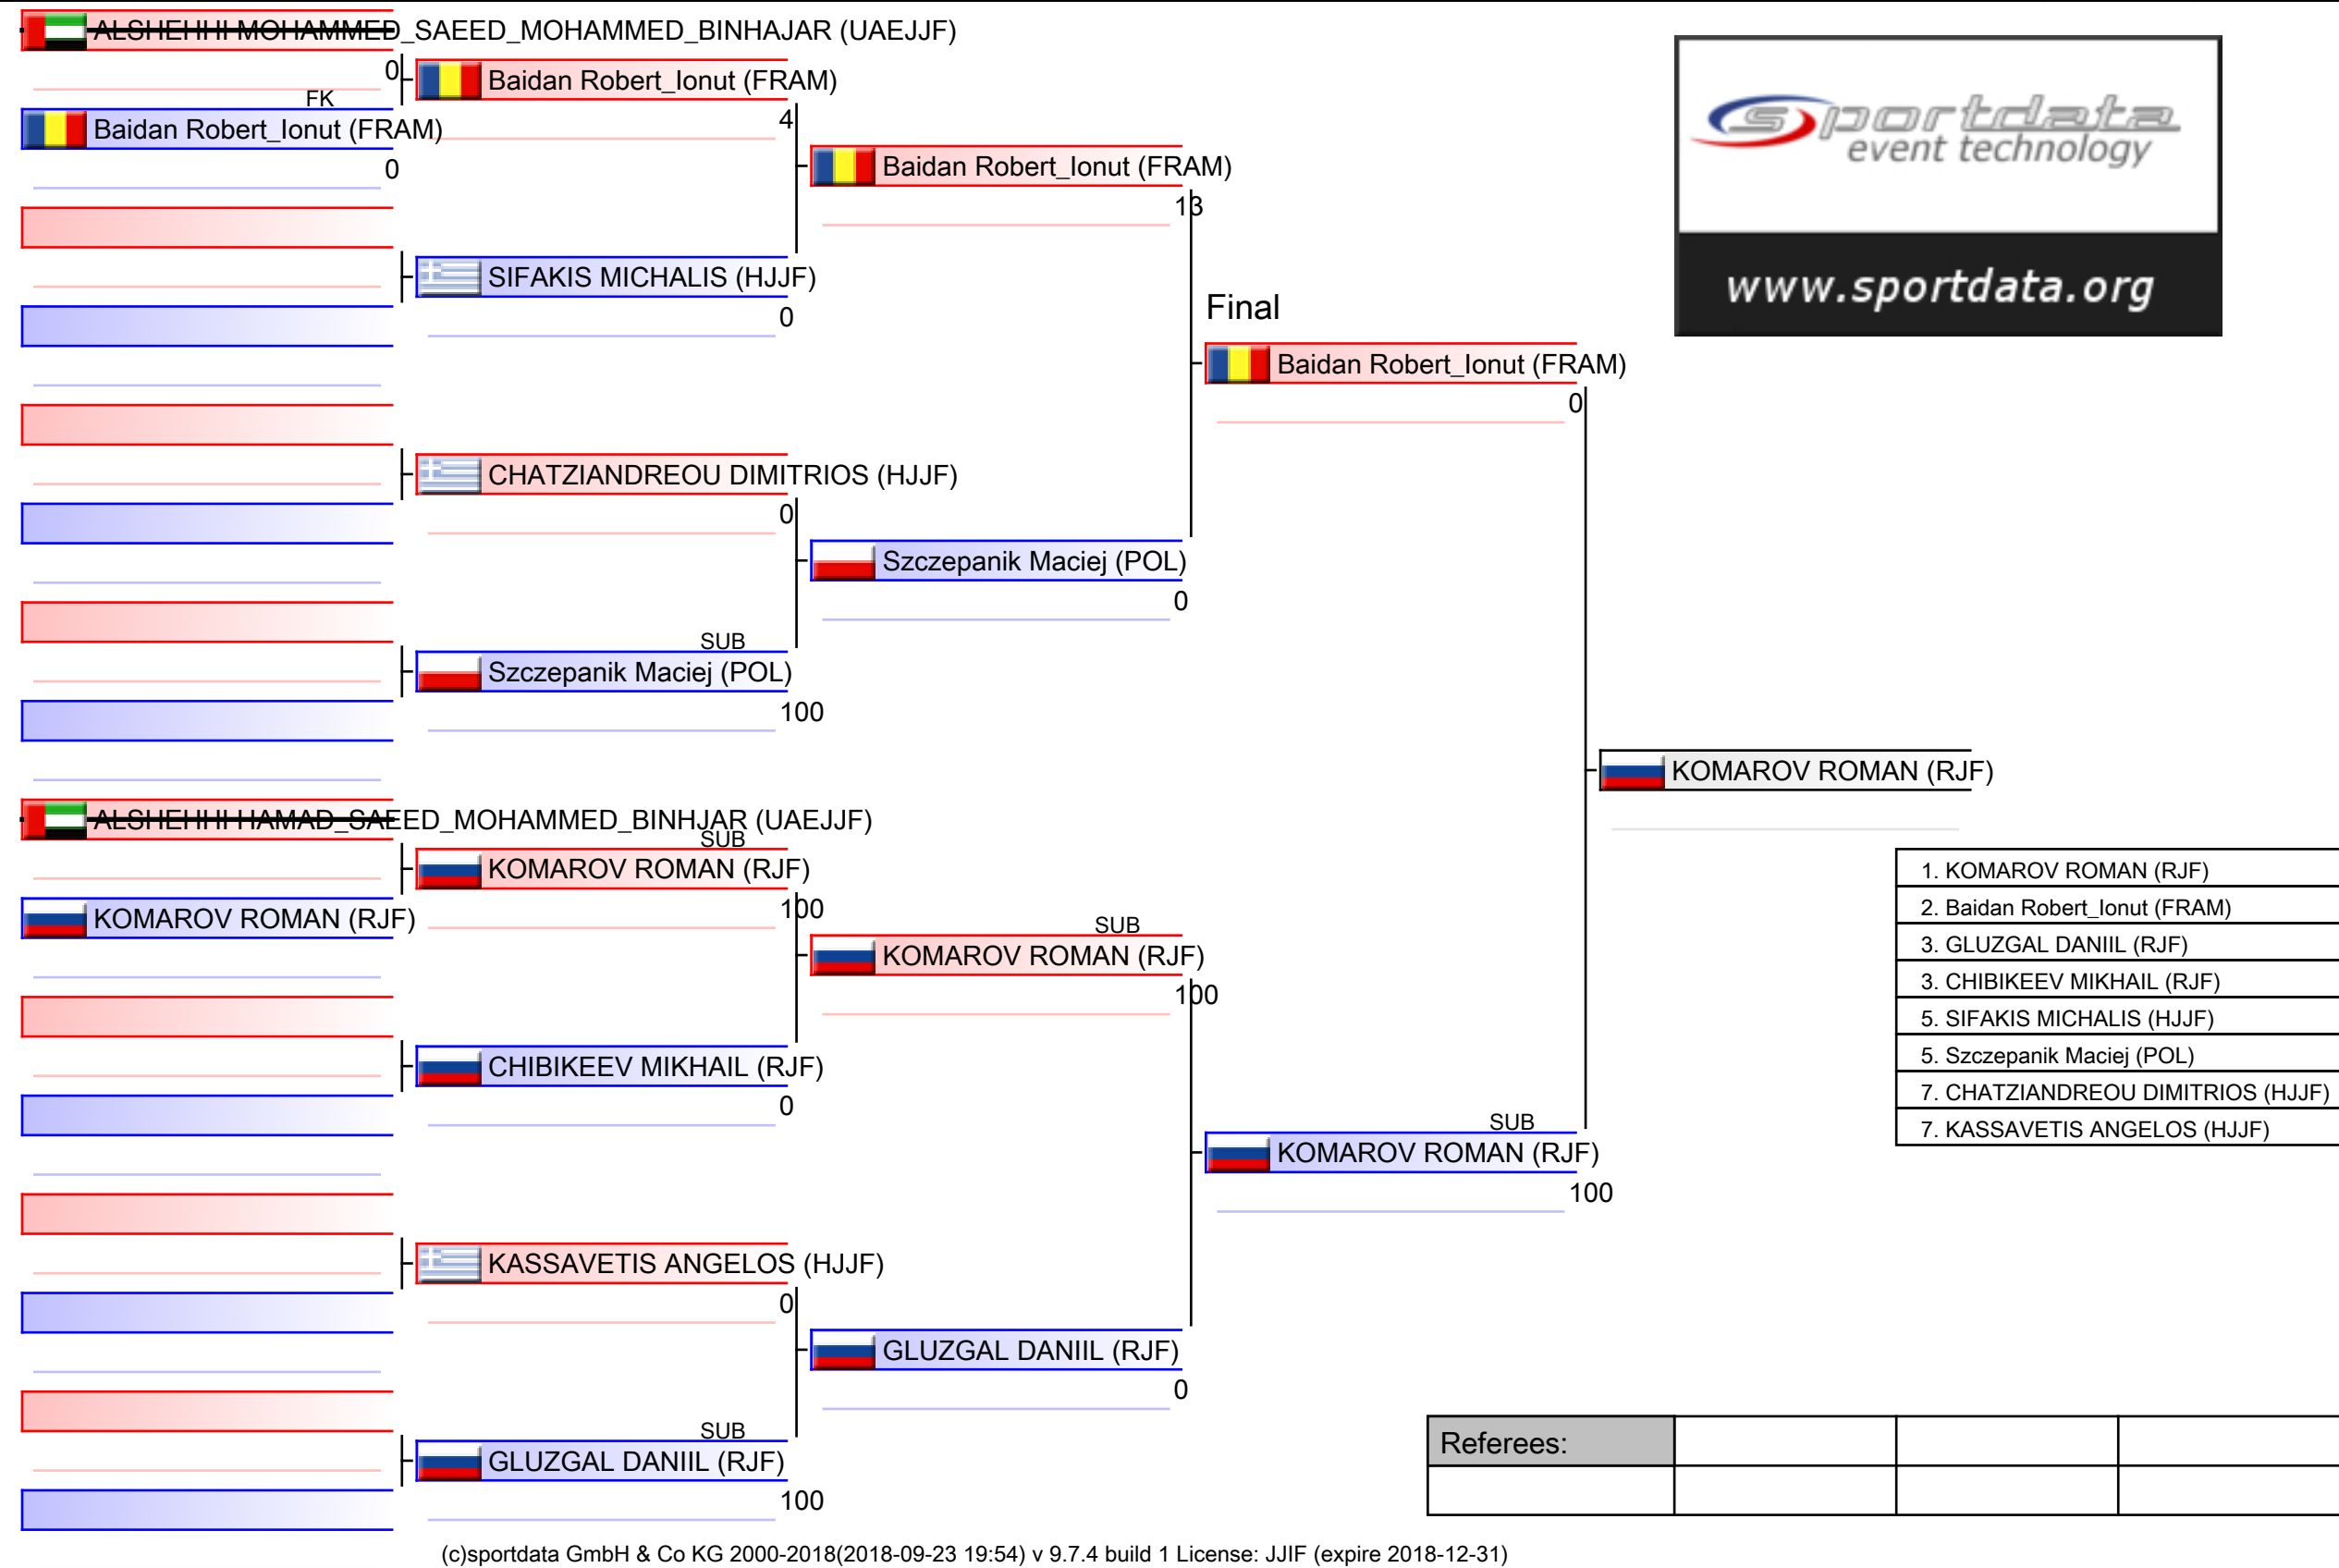 ALSHEHHI MOHAMMED_SAEED_MOHAMMED_BINHAJAR (UAEJJF)
0
FK
Baidan Robert_Ionut (FRAM)
0
Baidan Robert_Ionut (FRAM)
4
SIFAKIS MICHALIS (HJJF)
0
CHATZIANDREOU DIMITRIOS (HJJF)
0
SUB
Szczepanik Maciej (POL)
100
ALSHEHHI HAMAD_SAEED_MOHAMMED_BINHJAR (UAEJJF)
KOMAROV ROMAN (RJF)
SUB
KOMAROV ROMAN (RJF)
100
CHIBIKEEV MIKHAIL (RJF)
0
KASSAVETIS ANGELOS (HJJF)
0
SUB
GLUZGAL DANIIL (RJF)
100
Baidan Robert_Ionut (FRAM)
13
Szczepanik Maciej (POL)
0
SUB
KOMAROV ROMAN (RJF)
100
GLUZGAL DANIIL (RJF)
0
Final
Baidan Robert_Ionut (FRAM)
0
SUB
KOMAROV ROMAN (RJF)
100
KOMAROV ROMAN (RJF)
sportdata
event technology
www.sportdata.org
1. KOMAROV ROMAN (RJF)
2. Baidan Robert_Ionut (FRAM)
3. GLUZGAL DANIIL (RJF)
3. CHIBIKEEV MIKHAIL (RJF)
5. SIFAKIS MICHALIS (HJJF)
5. Szczepanik Maciej (POL)
7. CHATZIANDREOU DIMITRIOS (HJJF)
7. KASSAVETIS ANGELOS (HJJF)
Referees:
(c)sportdata GmbH & Co KG 2000-2018(2018-09-23 19:54) v 9.7.4 build 1 License: JJIF (expire 2018-12-31)